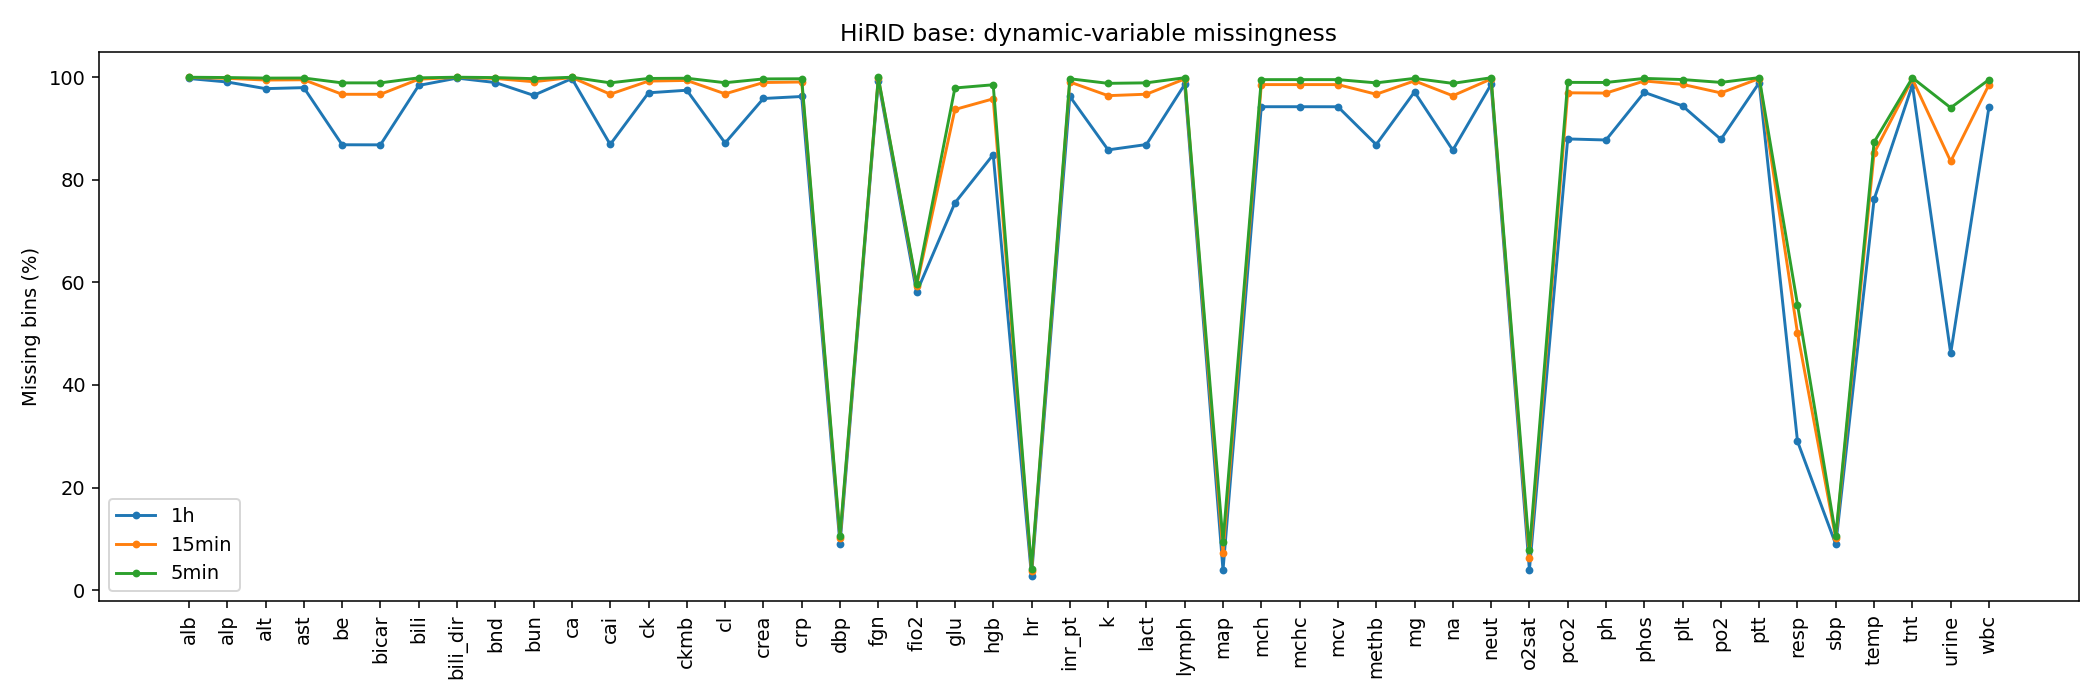 HiRID base: dynamic-variable missingness
Missing bins (%)
100
80
60
40
20
0
1h
15min
5min
alb
alp
alt
ast
be
bicar
bili
bili_dir
bnd
bun
ca
cai
ck
ckmb
cl
crea
crp
dbp
fgn
fio2
glu
hgb
hr
inr_pt
k
lact
lymph
map
mch
mchc
mcv
methb
mg
na
neut
o2sat
pco2
ph
phos
plt
po2
ptt
resp
sbp
temp
tnt
urine
wbc